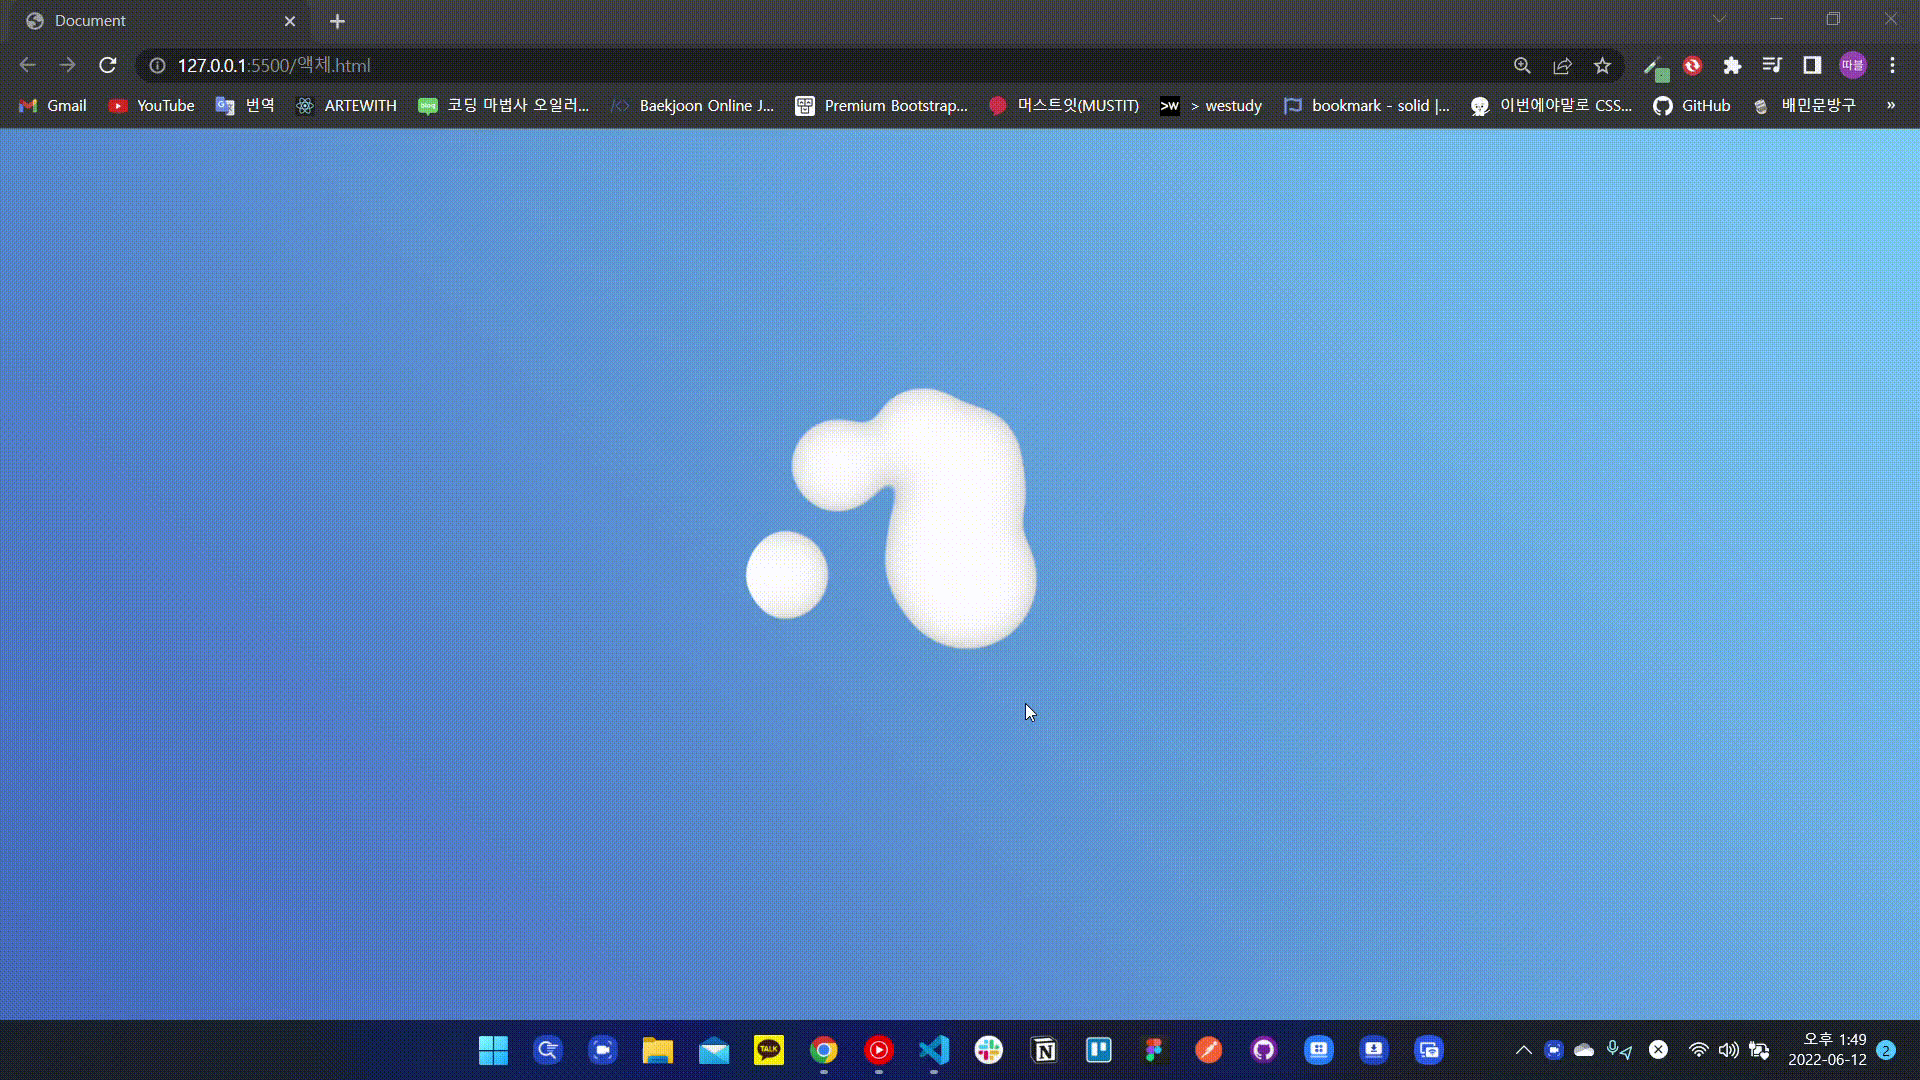 Document
127.0.0.1:5500/액체.html
따블
Gmail YouTube 번역 ARTEWITH 코딩 마법사 오일러... Baekjoon Online J... Premium Bootstrap... 머스트잇(MUSTIT) > westudy bookmark - solid |... 이번에야말로 CSS... GitHub 배민문방구 »
TALK
오후 1:49
2022-06-12
2